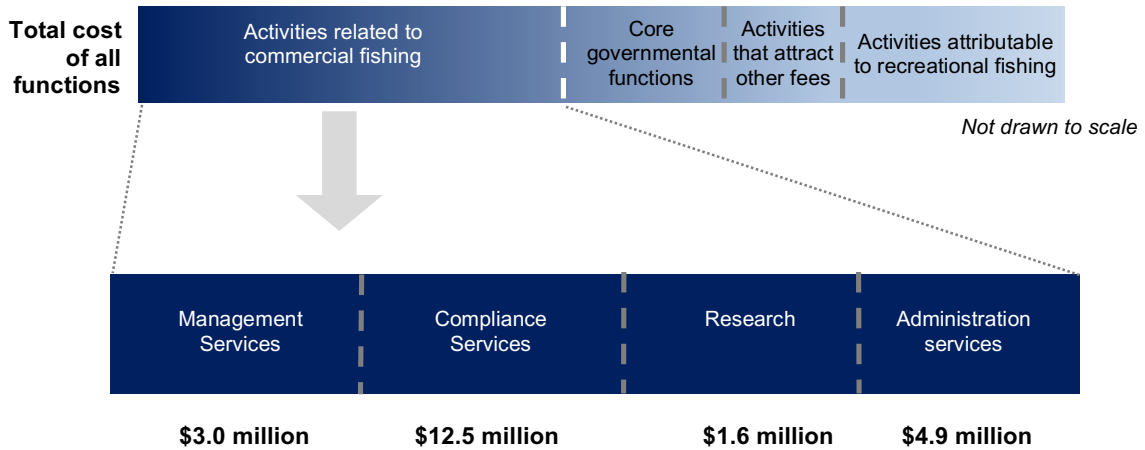 Total cost
of all
functions
Activities related to
commercial fishing
Core
governmental
functions
Activities
that attract
other fees
Activities attributable
to recreational fishing
Not drawn to scale
Management
Services
Compliance
Services
Research
Administration
services
$3.0 million
$12.5 million
$1.6 million
$4.9 million